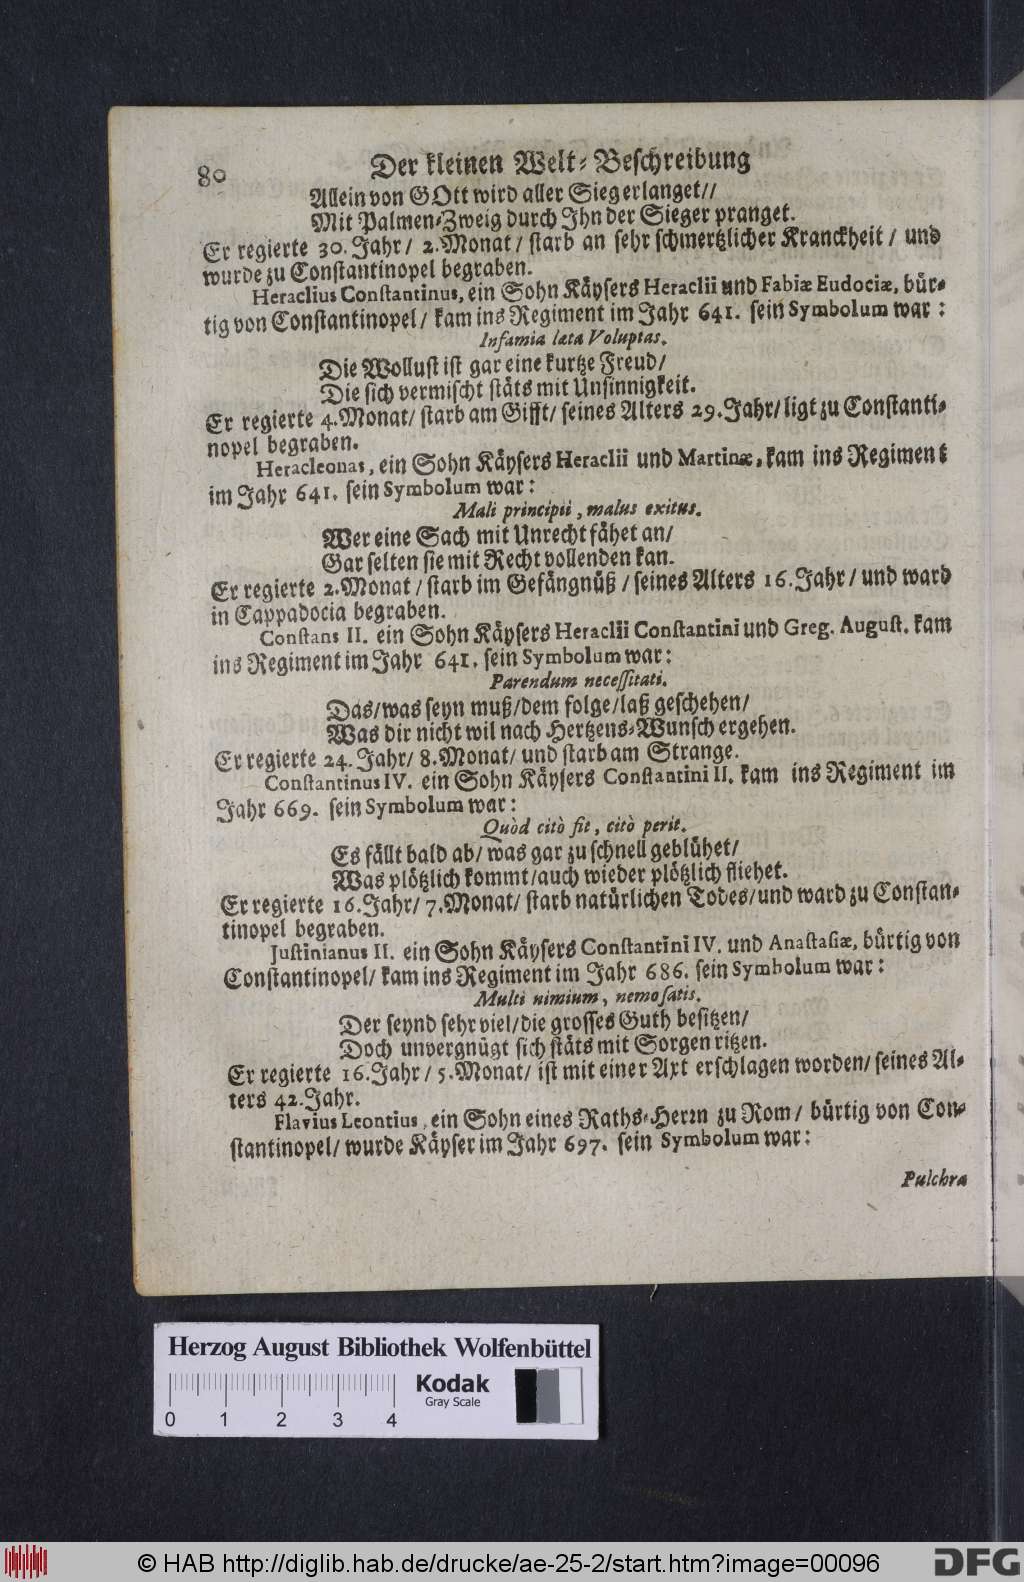 80 Der kleinen Welt-Beschreibung
Allein von GOtt wird aller Sieg erlanget//
Mit Palmen-Zweig durch Ihn der Sieger pranget.
Er regierte 30. Jahr/ 2. Monat/ starb an sehr schmertzlicher Kranckheit/ und
wurde zu Constantinopel begraben.
Heraclius Constantinus, ein Sohn Käysers Heraclii und Fabiæ Eudociæ, bür-
tig von Constantinopel/ kam ins Regiment im Jahr 641. sein Symbolum war:
Infamia læta Voluptas.
Die Wollust ist gar eine kurtze Freud/
Die sich vermischt stäts mit Unsinnigkeit.
Er regierte 4. Monat/ starb am Gifft/ seines Alters 29. Jahr/ ligt zu Constanti-
nopel begraben.
Heracleonas, ein Sohn Käysers Heraclii und Martinæ, kam ins Regiment
im Jahr 641. sein Symbolum war:
Mali principii, malus exitus.
Wer eine Sach mit Unrecht fähet an/
Gar selten sie mit Recht vollenden kan.
Er regierte 2. Monat/ starb im Gefängnüß/ seines Alters 16. Jahr/ und ward
in Cappadocia begraben.
Constans II. ein Sohn Käysers Heraclii Constantini und Greg. August. kam
ins Regiment im Jahr 641. sein Symbolum war:
Parendum necessitati.
Das/ was seyn muß/ dem folge/ laß geschehen/
Was dir nicht wil nach Hertzens-Wunsch ergehen.
Er regierte 24. Jahr/ 8. Monat/ und starb am Strange.
Constantinus IV. ein Sohn Käysers Constantini II. kam ins Regiment im
Jahr 669. sein Symbolum war:
Quòd citò fit, citò perit.
Es fällt bald ab/ was gar zu schnell geblühet/
Was plötzlich kommt/ auch wieder plötzlich fliehet.
Er regierte 16. Jahr/ 7. Monat/ starb natürlichen Todes/ und ward zu Constan-
tinopel begraben.
Justinianus II. ein Sohn Käysers Constantini IV. und Anastasiæ, bürtig von
Constantinopel/ kam ins Regiment im Jahr 686. sein Symbolum war:
Multi nimium, nemo satis.
Der seynd sehr viel/ die grosses Guth besitzen/
Doch unvergnügt sich stäts mit Sorgen ritzen.
Er regierte 16. Jahr/ 5. Monat/ ist mit einer Axt erschlagen worden/ seines Al-
ters 42. Jahr.
Flavius Leontius, ein Sohn eines Raths-Herrn zu Rom/ bürtig von Con-
stantinopel/ wurde Käyser im Jahr 697. sein Symbolum war:
Pulchra
Herzog August Bibliothek Wolfenbüttel
Kodak
Gray Scale
0 1 2 3 4
© HAB http://diglib.hab.de/drucke/ae-25-2/start.htm?image=00096
DFG